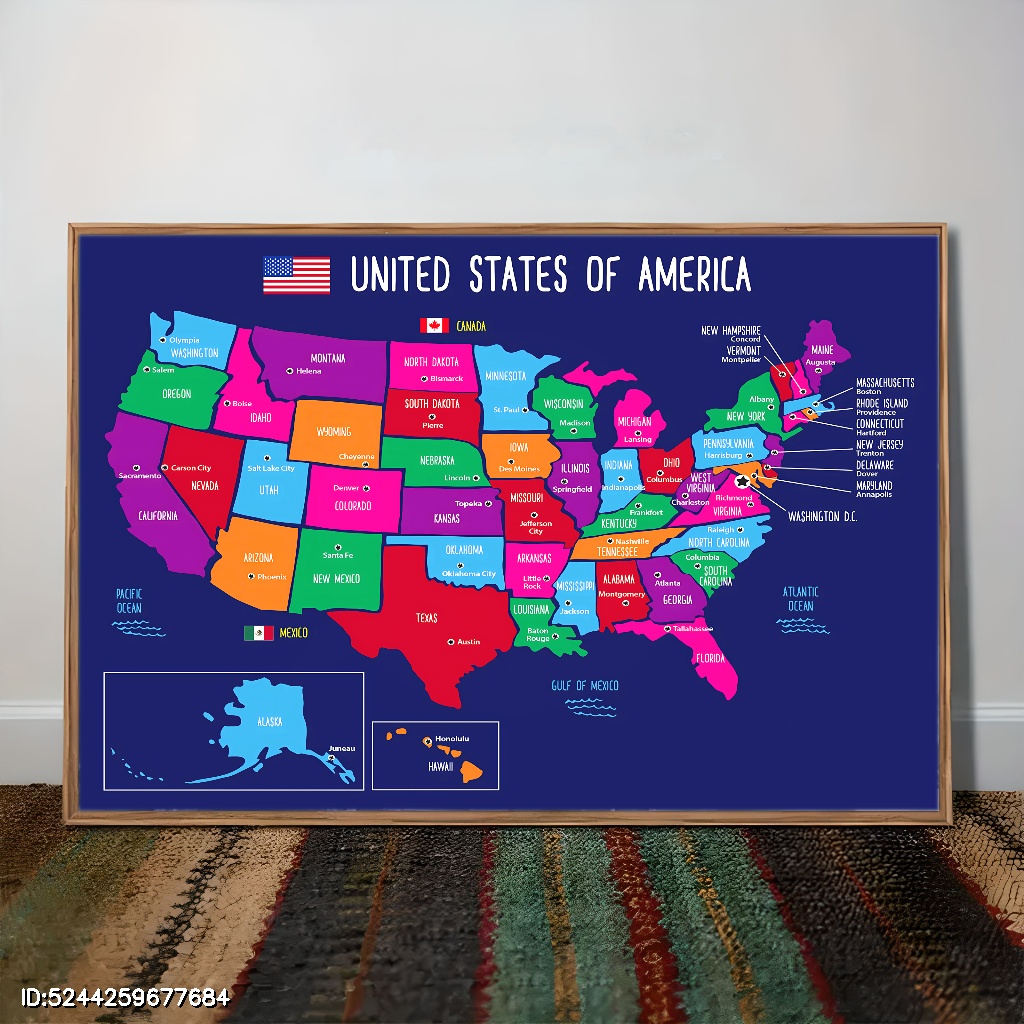 UNITED STATES OF AMERICA
CANADA
NEW HAMPSHIRE
Concord
VERMONT
Montpelier
MAINE
Augusta
Olympia
WASHINGTON
Salem
OREGON
MONTANA
Helena
Boise
IDAHO
NORTH DAKOTA
Bismarck
SOUTH DAKOTA
Pierre
MINNESOTA
St. Paul
WISCONSIN
Madison
MICHIGAN
Lansing
Albany
NEW YORK
MASSACHUSETTS
Boston
RHODE ISLAND
Providence
CONNECTICUT
Hartford
NEW JERSEY
Trenton
DELAWARE
Dover
MARYLAND
Annapolis
WASHINGTON D.C.
WYOMING
Cheyenne
NEBRASKA
Lincoln
IOWA
Des Moines
ILLINOIS
Springfield
INDIANA
Indianapolis
OHIO
Columbus
PENNSYLVANIA
Harrisburg
WEST
VIRGINIA
Charleston
Richmond
VIRGINIA
Sacramento
CALIFORNIA
Carson City
NEVADA
Salt Lake City
UTAH
Denver
COLORADO
Topeka
KANSAS
MISSOURI
Jefferson
City
Frankfort
KENTUCKY
Nashville
TENNESSEE
Raleigh
NORTH CAROLINA
Columbia
SOUTH
CAROLINA
ARIZONA
Phoenix
Santa Fe
NEW MEXICO
OKLAHOMA
Oklahoma City
ARKANSAS
Little
Rock
MISSISSIPPI
Jackson
ALABAMA
Montgomery
Atlanta
GEORGIA
TEXAS
Austin
LOUISIANA
Baton
Rouge
Tallahassee
FLORIDA
PACIFIC
OCEAN
ATLANTIC
OCEAN
MEXICO
GULF OF MEXICO
ALASKA
Juneau
Honolulu
HAWAII
ID:5244259677684